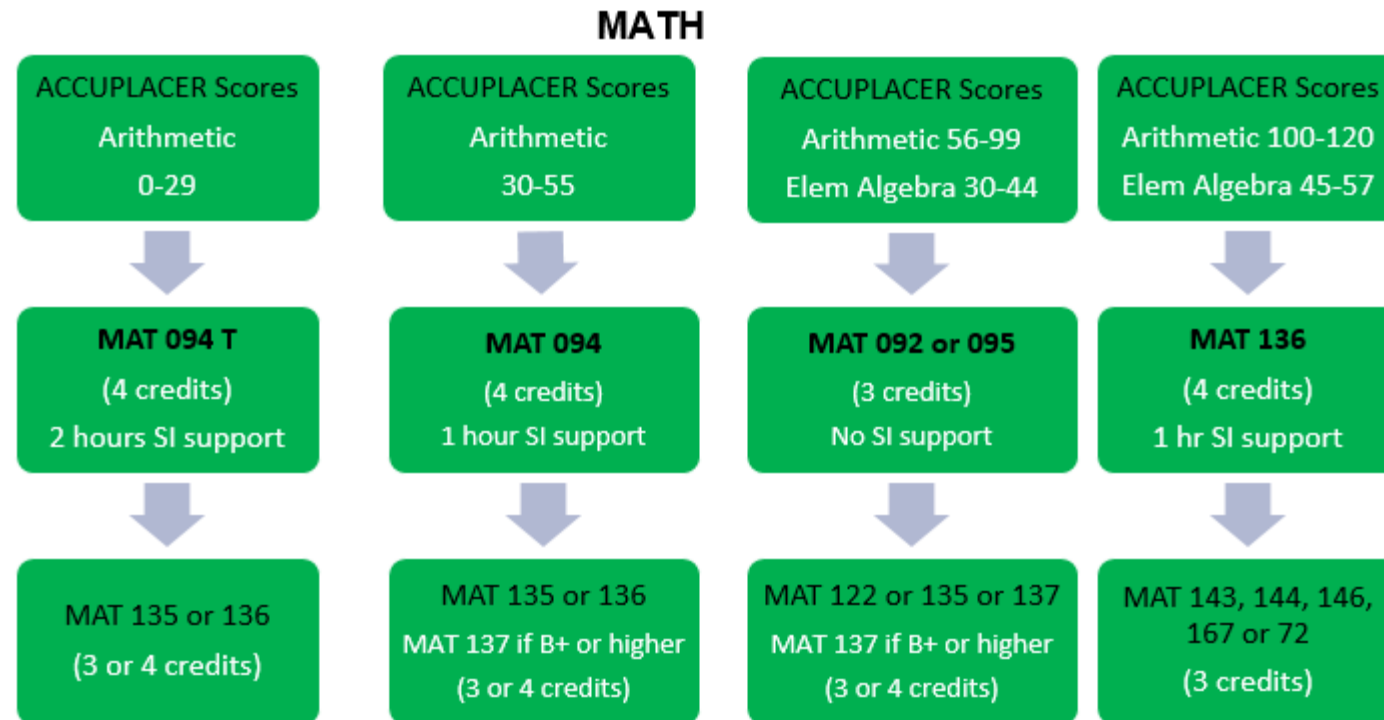 MATH
ACCUPLACER Scores
Arithmetic
0-29
ACCUPLACER Scores
Arithmetic
30-55
ACCUPLACER Scores
Arithmetic 56-99
Elem Algebra 30-44
ACCUPLACER Scores
Arithmetic 100-120
Elem Algebra 45-57
MAT 094 T
(4 credits)
2 hours SI support
MAT 094
(4 credits)
1 hour SI support
MAT 092 or 095
(3 credits)
No SI support
MAT 136
(4 credits)
1 hr SI support
MAT 135 or 136
(3 or 4 credits)
MAT 135 or 136
MAT 137 if B+ or higher
(3 or 4 credits)
MAT 122 or 135 or 137
MAT 137 if B+ or higher
(3 or 4 credits)
MAT 143, 144, 146,
167 or 72
(3 credits)